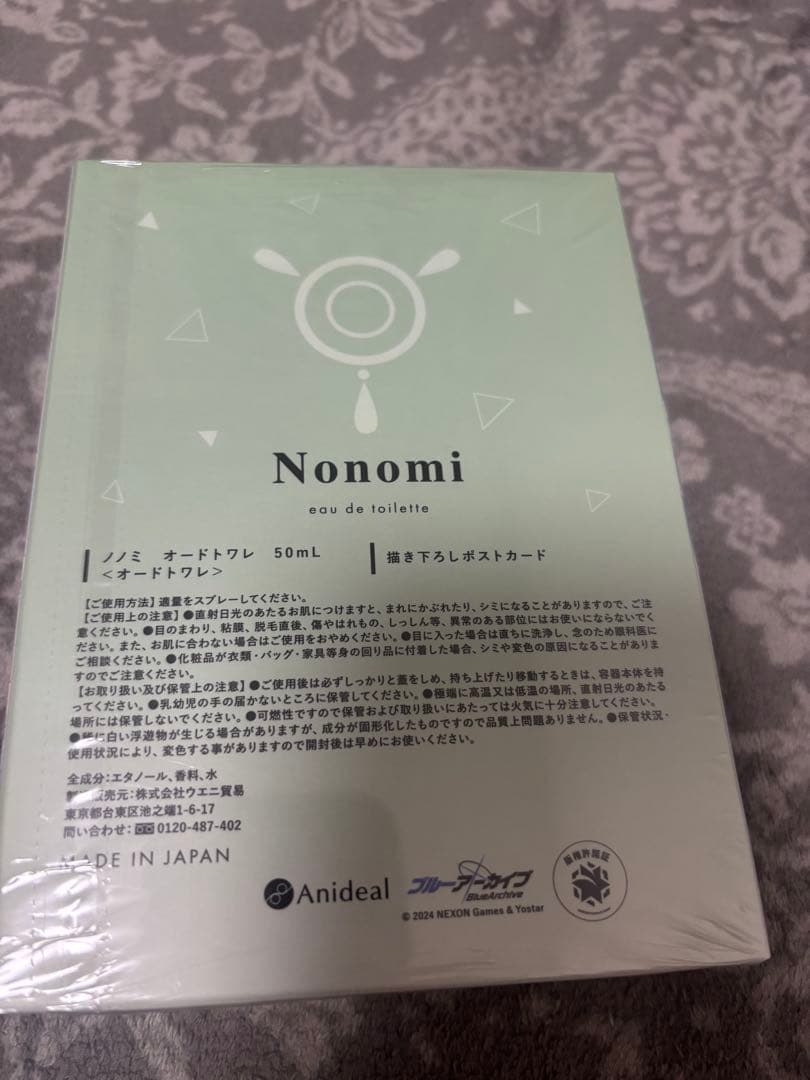 Nonomi
eau de toilette
ノノミ オードトワレ 50mL
<オードトワレ>
描き下ろしポストカード
【ご使用方法】適量をスプレーしてください。
【ご使用上の注意】●直射日光のあたるお肌につけますと、まれにかぶれたり、シミになることがありますので、ご注
意ください。●目のまわり、粘膜、脱毛直後、傷やはれもの、しっしん等、異常のある部位にはお使いにならないでく
ださい。また、お肌に合わない場合はご使用をおやめください。●目に入った場合は直ちに洗浄し、念のため眼科医に
ご相談ください。●化粧品が衣類・バッグ・家具等身の回り品に付着した場合、シミや変色の原因になることがありま
すのでご注意ください。
【お取り扱い及び保管上の注意】●ご使用後は必ずしっかりと蓋をしめ、持ち上げたり移動するときは、容器本体を持
ってください。●乳幼児の手の届かないところに保管してください。●極端に高温又は低温の場所、直射日光のあたる
場所には保管しないでください。●可燃性ですので保管および取り扱いにあたっては火気に十分注意してください。
●に白い浮遊物が生じる場合がありますが、成分が固形化したものですので品質上問題ありません。●保管状況・
使用状況により、変色する事がありますので開封後は早めにお使いください。
全成分:エタノール、香料、水
販売元:株式会社ウエニ貿易
東京都台東区池之端1-6-17
問い合わせ:0120-487-402
MADE IN JAPAN
Anideal
ブルーアーカイブ
BlueArchive
© 2024 NEXON Games & Yostar
版権許諾証